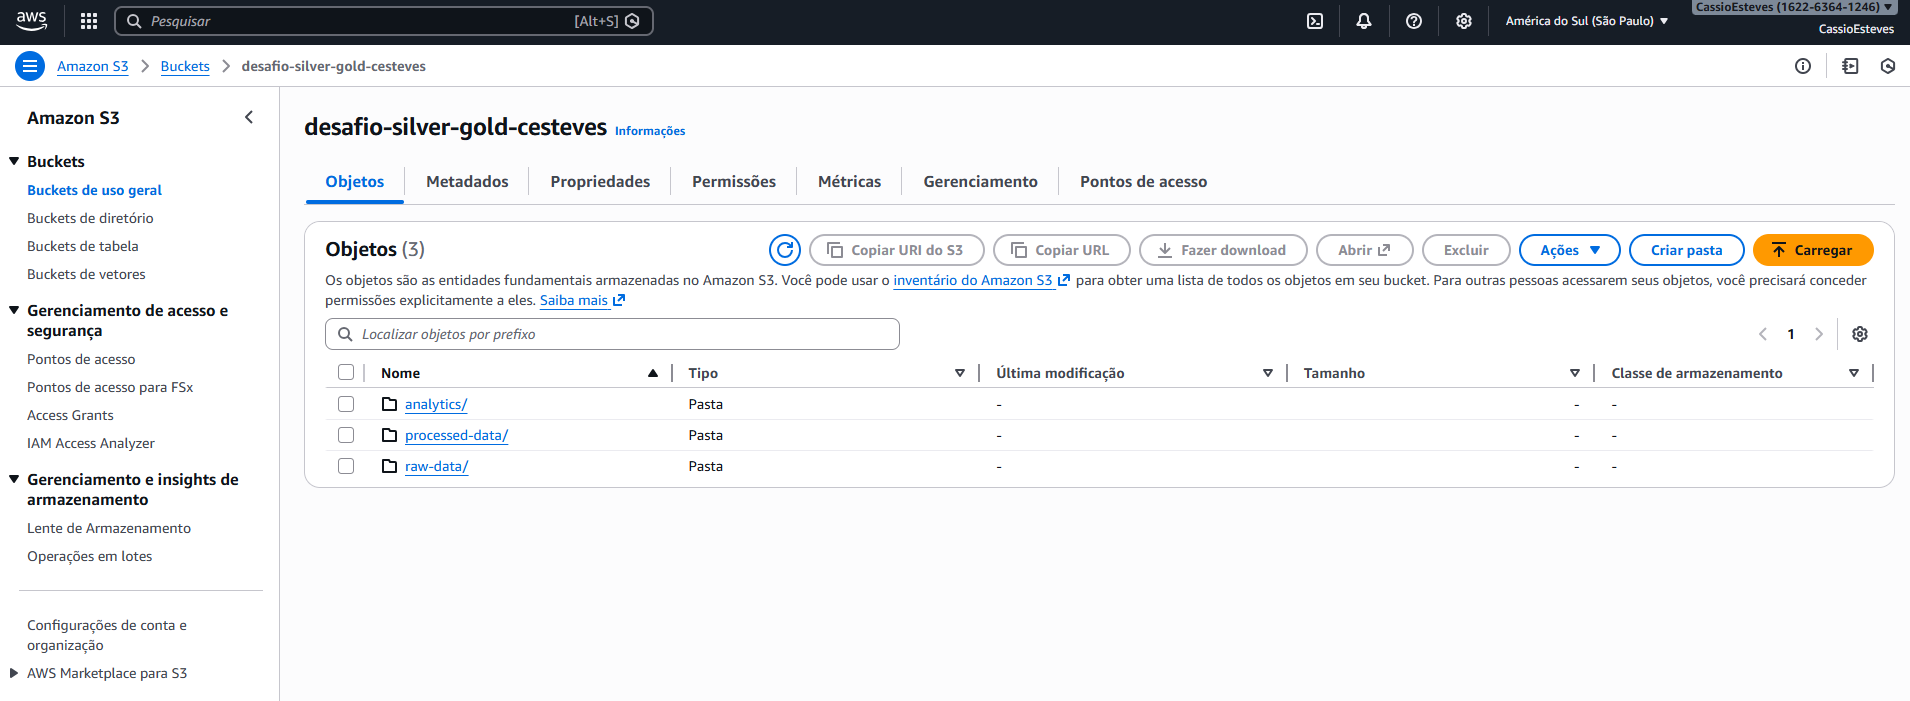 aws
Pesquisar
[Alt+S]
América do Sul (São Paulo)
CassioEsteves (1622-6364-1246)
CassioEsteves
Amazon S3
Buckets
desafio-silver-gold-cesteves
Amazon S3
Buckets
Buckets de uso geral
Buckets de diretório
Buckets de tabela
Buckets de vetores
Gerenciamento de acesso e
segurança
Pontos de acesso
Pontos de acesso para FSx
Access Grants
IAM Access Analyzer
Gerenciamento e insights de
armazenamento
Lente de Armazenamento
Operações em lotes
Configurações de conta e
organização
AWS Marketplace para S3
desafio-silver-gold-cesteves Informações
Objetos Metadados Propriedades Permissões Métricas Gerenciamento Pontos de acesso
Objetos (3)
Copiar URI do S3 Copiar URL Fazer download Abrir Excluir Ações Criar pasta Carregar
Os objetos são as entidades fundamentais armazenadas no Amazon S3. Você pode usar o inventário do Amazon S3 para obter uma lista de todos os objetos em seu bucket. Para outras pessoas acessarem seus objetos, você precisará conceder
permissões explicitamente a eles. Saiba mais
Localizar objetos por prefixo
1
Nome Tipo Última modificação Tamanho Classe de armazenamento
analytics/ Pasta - - -
processed-data/ Pasta - - -
raw-data/ Pasta - - -